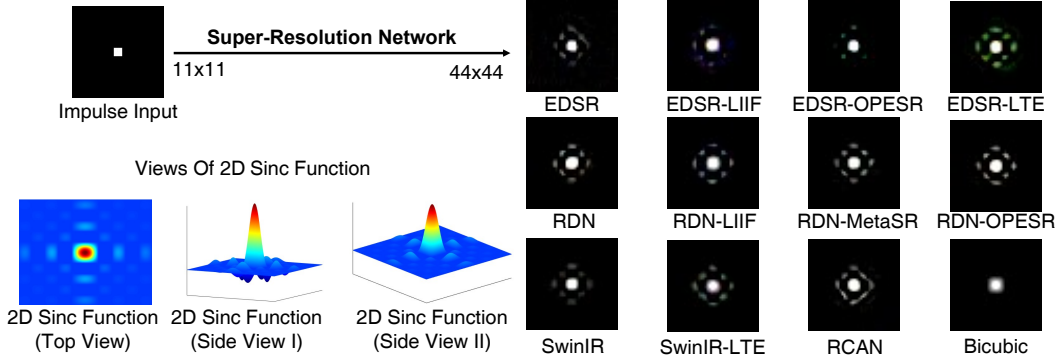 Super-Resolution Network
11x11
44x44
Impulse Input
EDSR
EDSR-LIIF
EDSR-OPESR
EDSR-LTE
Views Of 2D Sinc Function
RDN
RDN-LIIF
RDN-MetaSR
RDN-OPESR
2D Sinc Function
(Top View)
2D Sinc Function
(Side View I)
2D Sinc Function
(Side View II)
SwinIR
SwinIR-LTE
RCAN
Bicubic